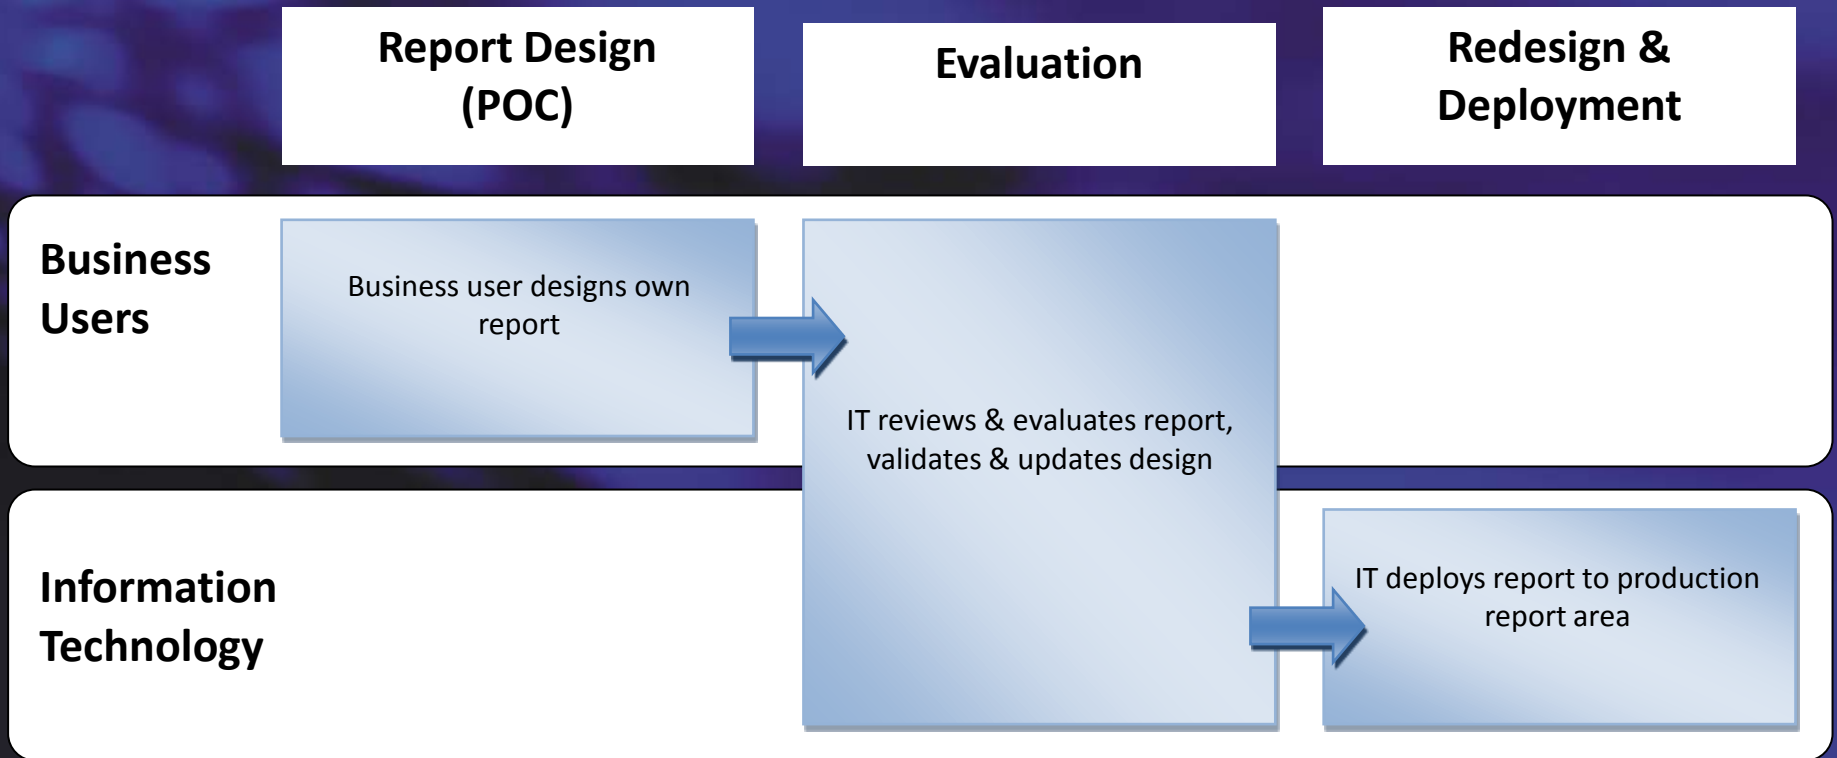 Report Design
(POC)
Evaluation
Redesign &
Deployment
Business
Users
Business user designs own
report
IT reviews & evaluates report,
validates & updates design
Information
Technology
IT deploys report to production
report area